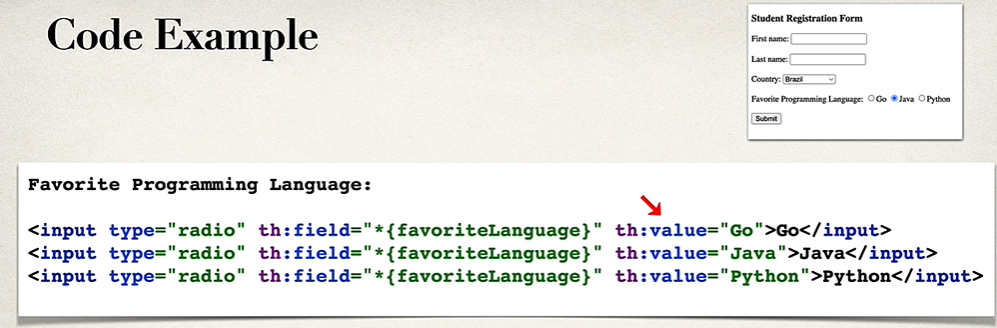 Code Example
Student Registration Form
First name:
Last name:
Country: Brazil
Favorite Programming Language: Go Java Python
Submit
Favorite Programming Language:
<input type="radio" th:field="*{favoriteLanguage}" th:value="Go">Go</input>
<input type="radio" th:field="*{favoriteLanguage}" th:value="Java">Java</input>
<input type="radio" th:field="*{favoriteLanguage}" th:value="Python">Python</input>